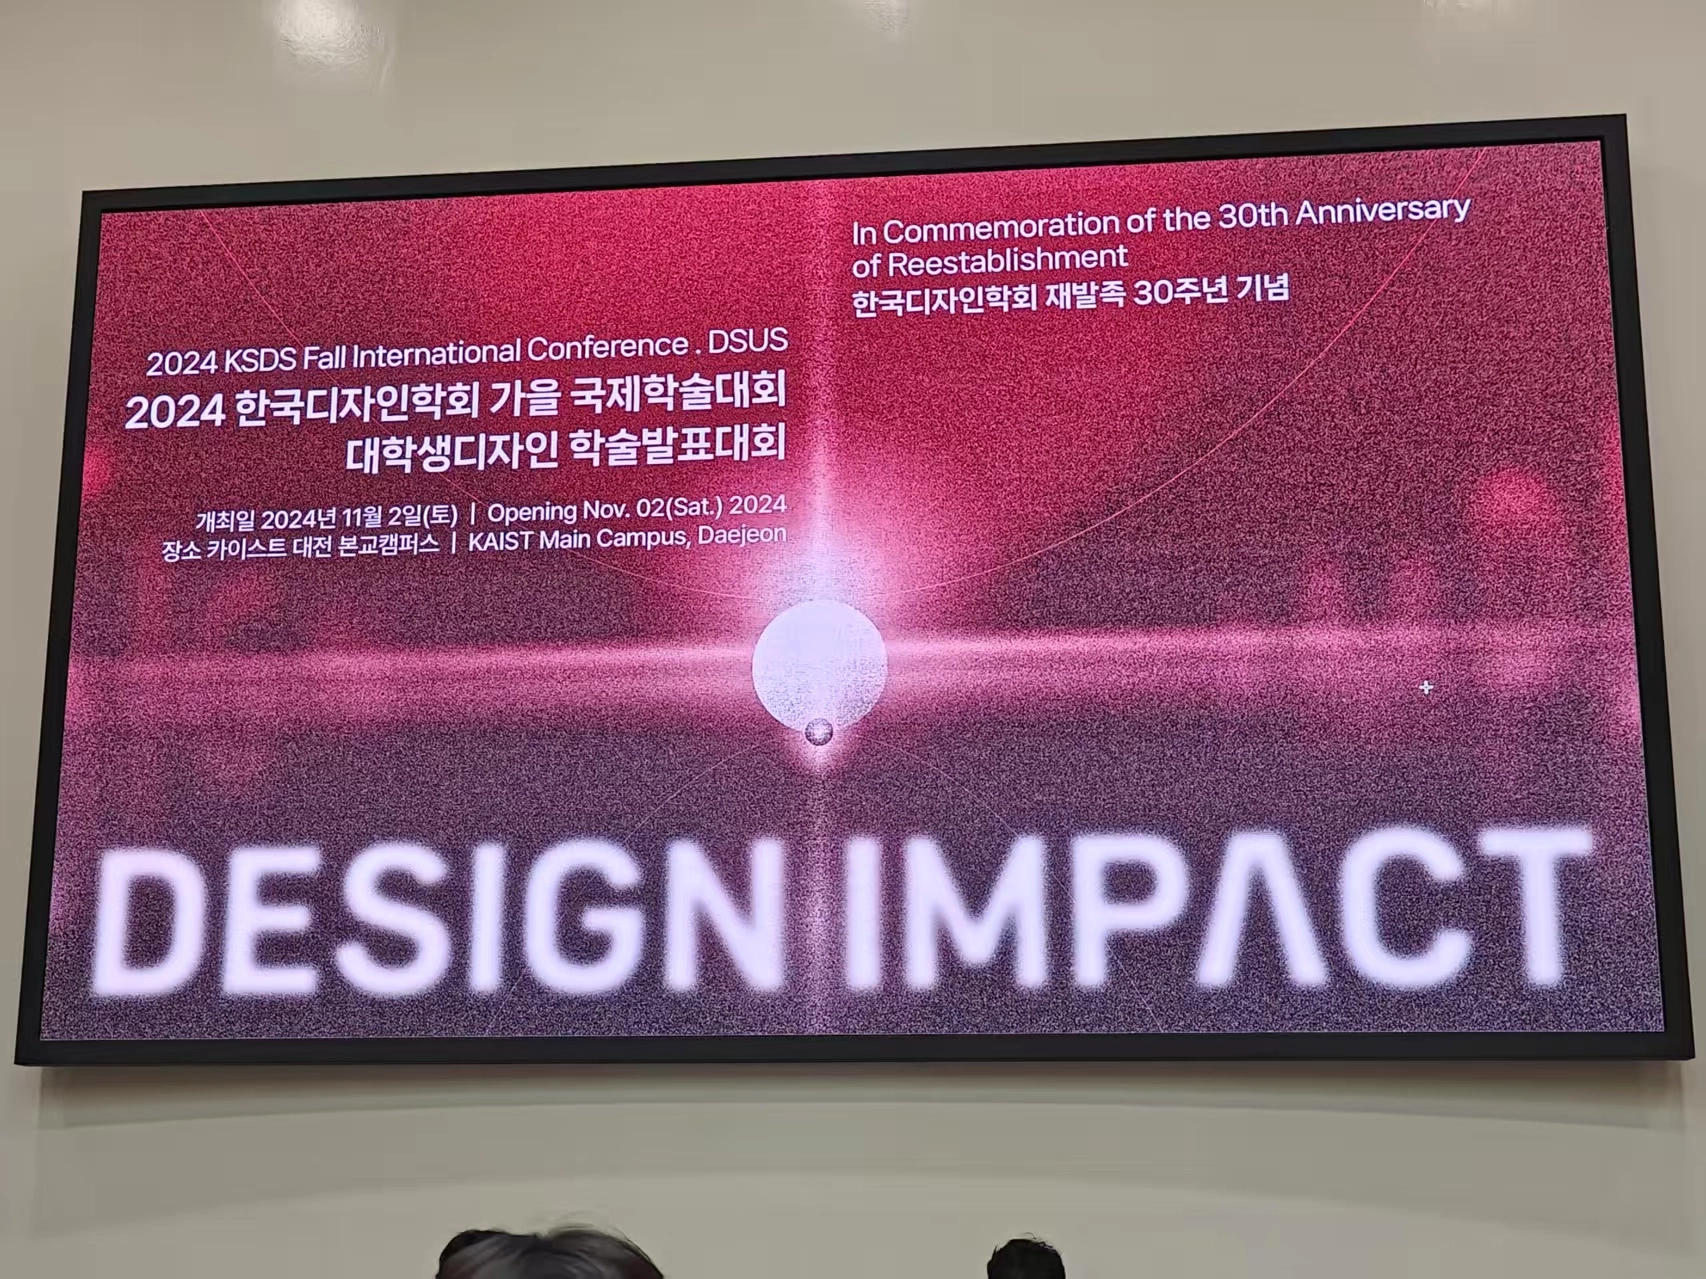 In Commemoration of the 30th Anniversary
of Reestablishment
한국디자인학회 재발족 30주년 기념
2024 KSDS Fall International Conference . DSUS
2024 한국디자인학회 가을 국제학술대회
대학생디자인 학술발표대회
개최일 2024년 11월 2일(토) | Opening Nov. 02(Sat.) 2024
장소 카이스트 대전 본교캠퍼스 | KAIST Main Campus, Daejeon
DESIGN IMPACT